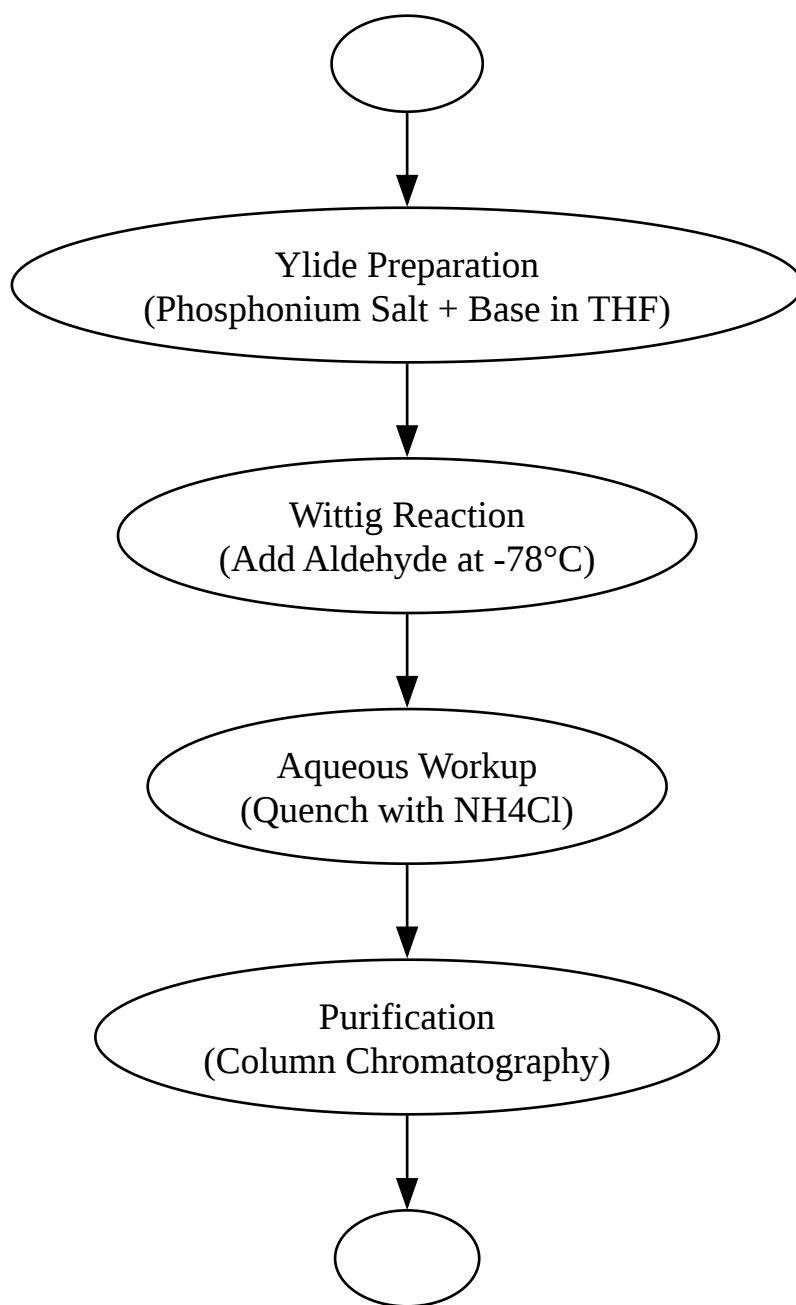 Ylide Preparation
(Phosphonium Salt + Base in THF)
Wittig Reaction
(Add Aldehyde at -78°C)
Aqueous Workup
(Quench with NH4Cl)
Purification
(Column Chromatography)